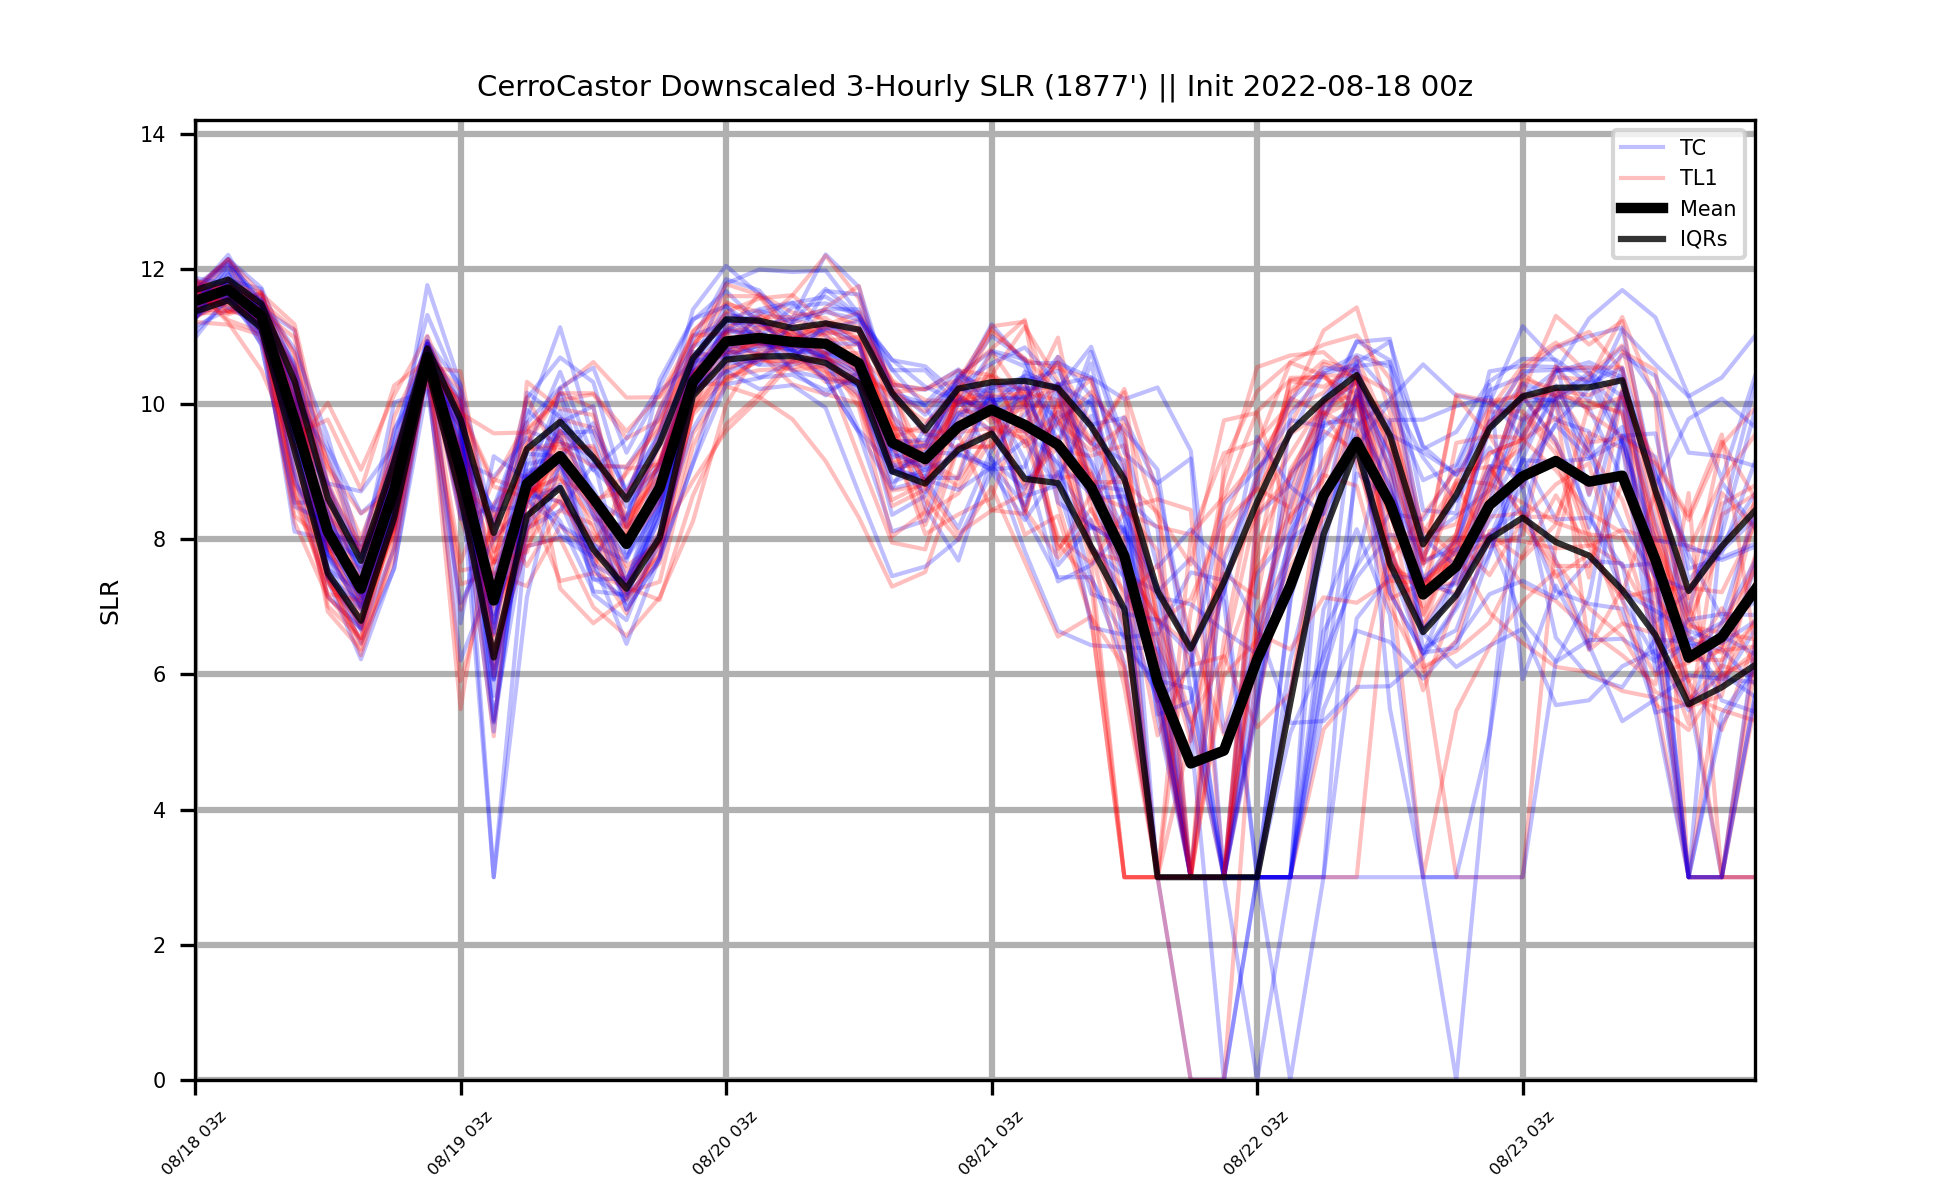 CerroCastor Downscaled 3-Hourly SLR (1877') || Init 2022-08-18 00z
TC
TL1
Mean
IQRs
SLR
14
12
10
8
6
4
2
0
08/18 03z
08/19 03z
08/20 03z
08/21 03z
08/22 03z
08/23 03z